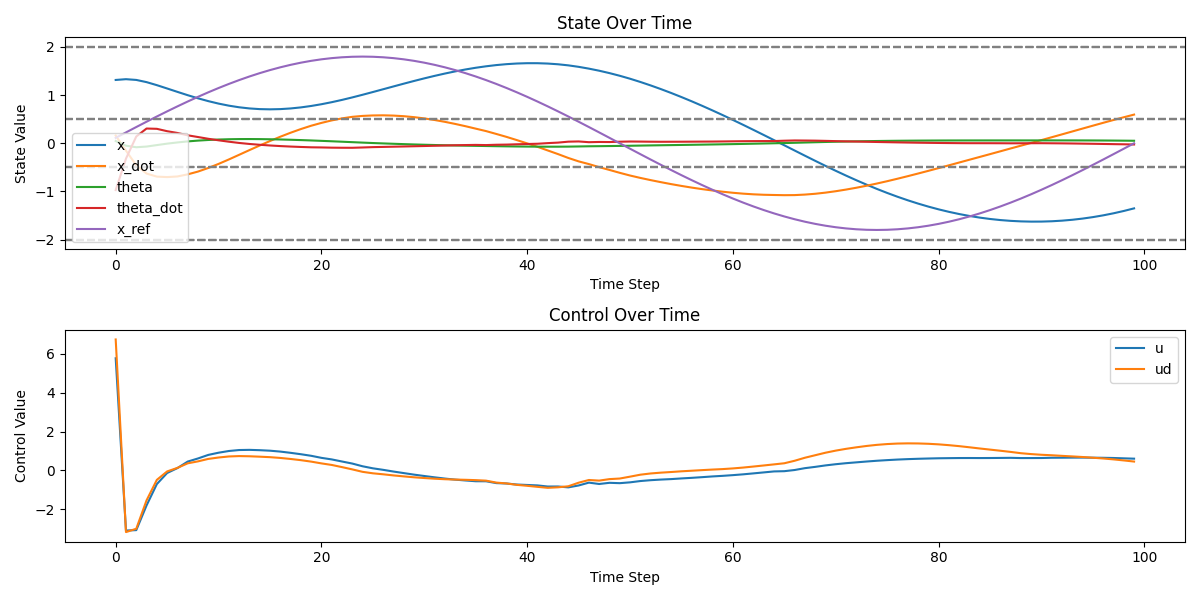 State Over Time
State Value
2
1
0
−1
−2
x
x_dot
theta
theta_dot
x_ref
0
20
40
60
80
100
Time Step
Control Over Time
Control Value
6
4
2
0
−2
u
ud
0
20
40
60
80
100
Time Step